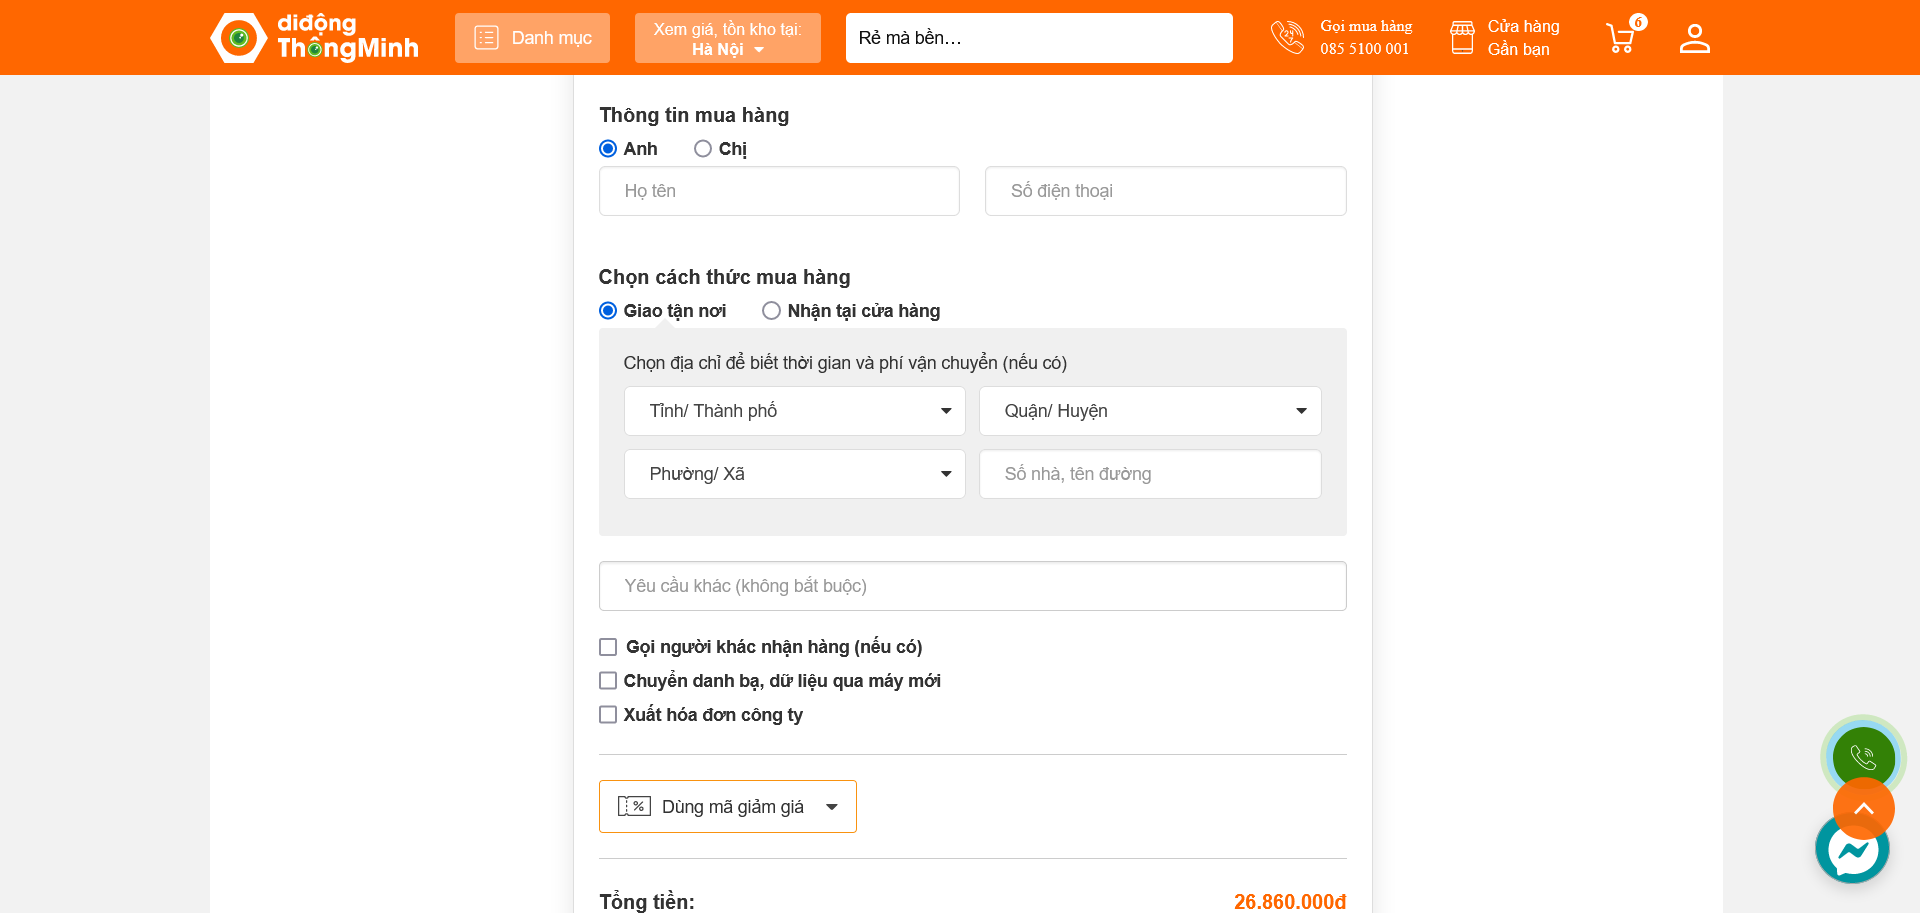 diđộng
ThôngMinh
Danh mục
Xem giá, tồn kho tại:
Hà Nội
Rẻ mà bền...
Gọi mua hàng
085 5100 001
Cửa hàng
Gần bạn
6
Thông tin mua hàng
Anh
Chị
Họ tên
Số điện thoại
Chọn cách thức mua hàng
Giao tận nơi
Nhận tại cửa hàng
Chọn địa chỉ để biết thời gian và phí vận chuyển (nếu có)
Tỉnh/ Thành phố
Quận/ Huyện
Phường/ Xã
Số nhà, tên đường
Yêu cầu khác (không bắt buộc)
Gọi người khác nhận hàng (nếu có)
Chuyển danh bạ, dữ liệu qua máy mới
Xuất hóa đơn công ty
% Dùng mã giảm giá
Tổng tiền:
26.860.000đ